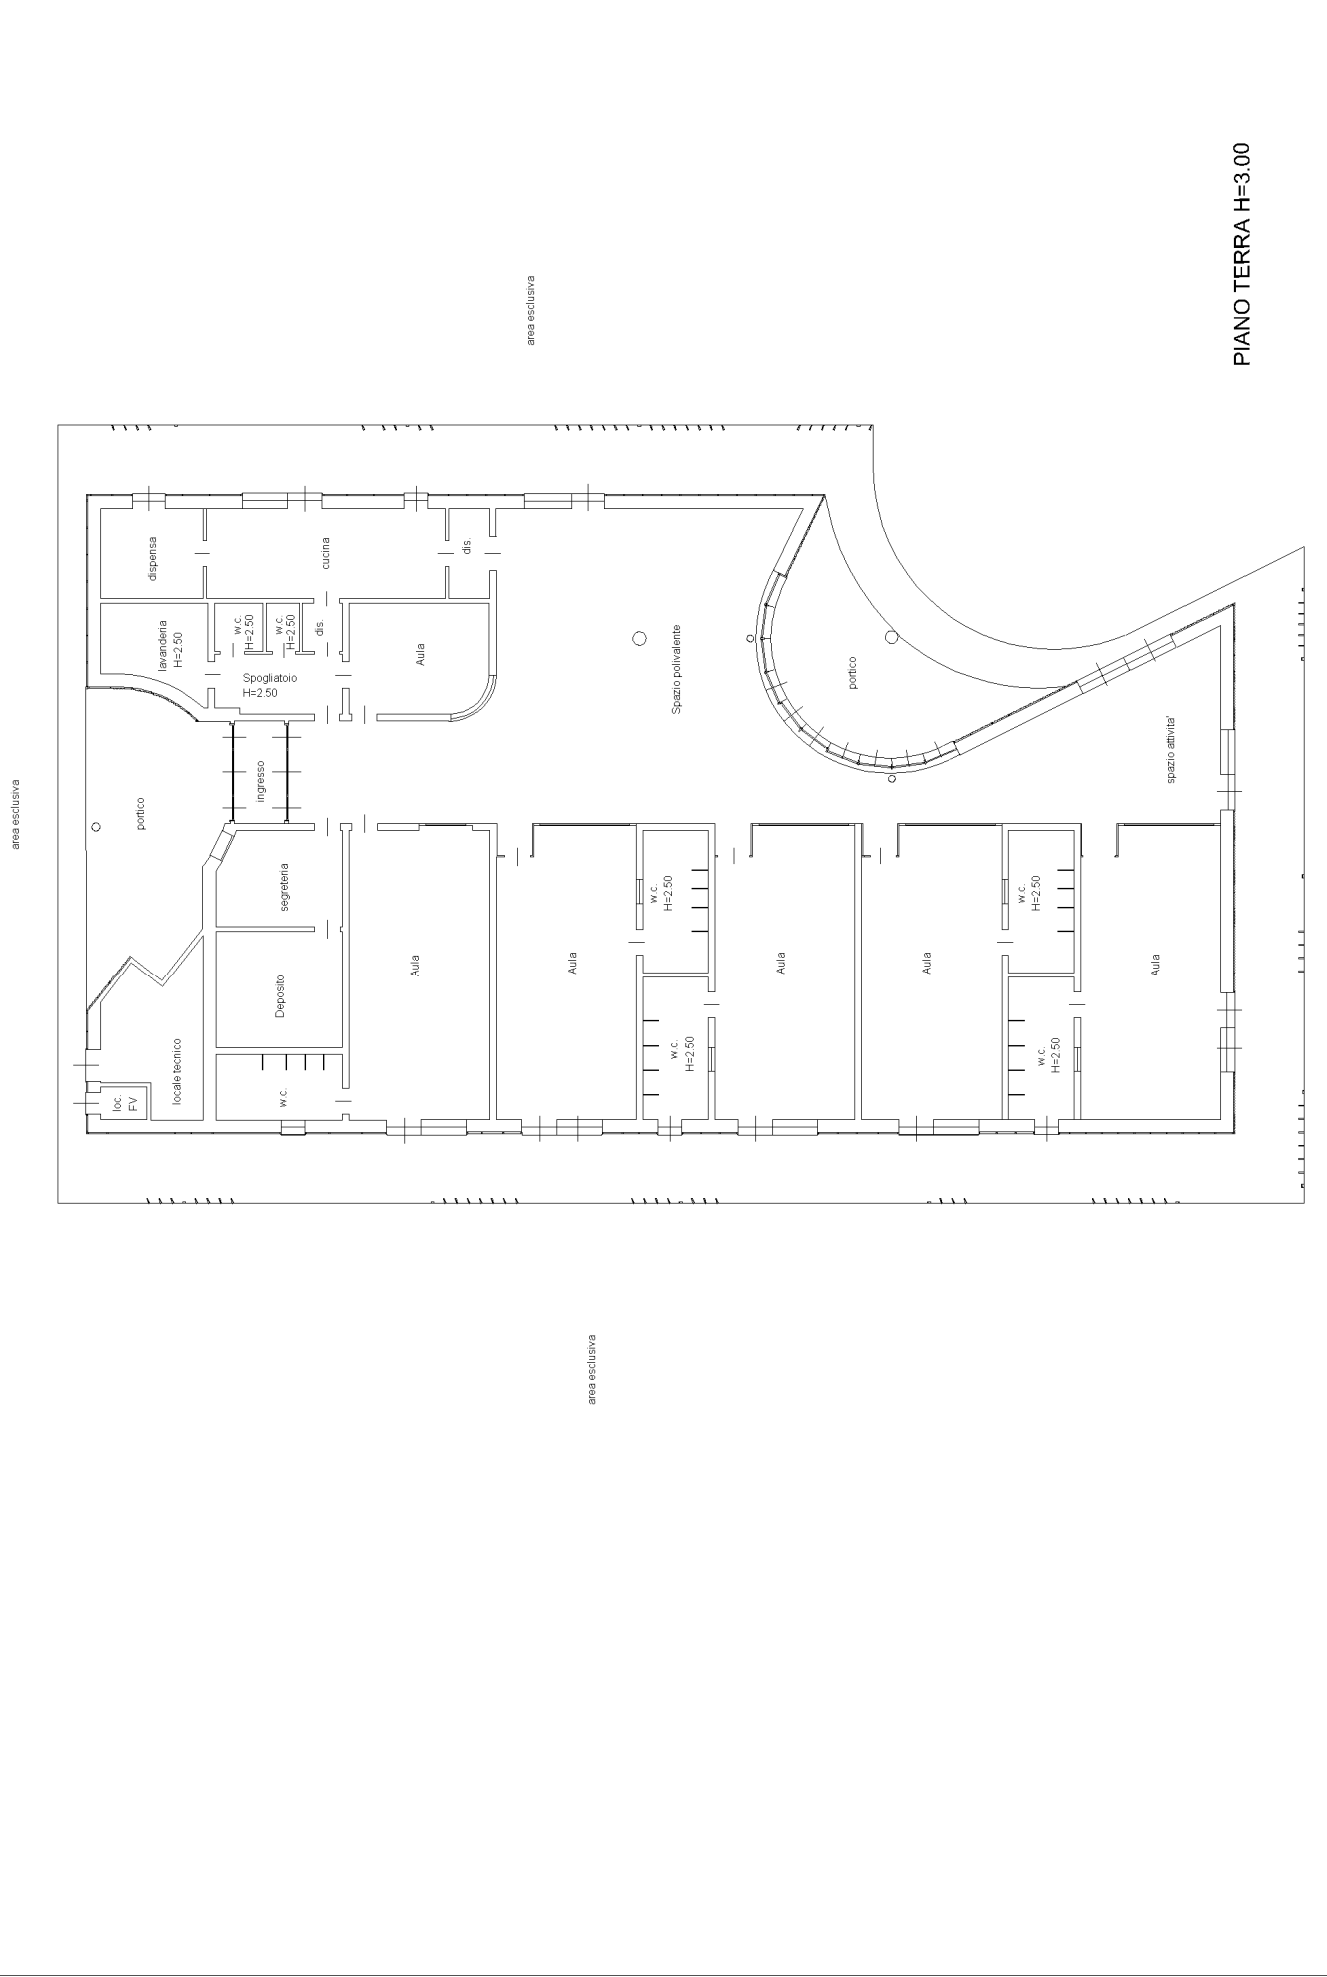 PIANO TERRA H=3.00
area esclusiva
area esclusiva
area esclusiva
dispensa
cucina
dis.
lavanderia
H=2.50
w.c.
H=2.50
w.c.
H=2.50
dis.
Spogliatoio
H=2.50
Aula
Spazio polivalente
portico
spazio attivita'
portico
ingresso
segreteria
Deposito
locale tecnico
loc.
FV
w.c.
Aula
Aula
w.c.
H=2.50
w.c.
H=2.50
Aula
Aula
w.c.
H=2.50
w.c.
H=2.50
Aula